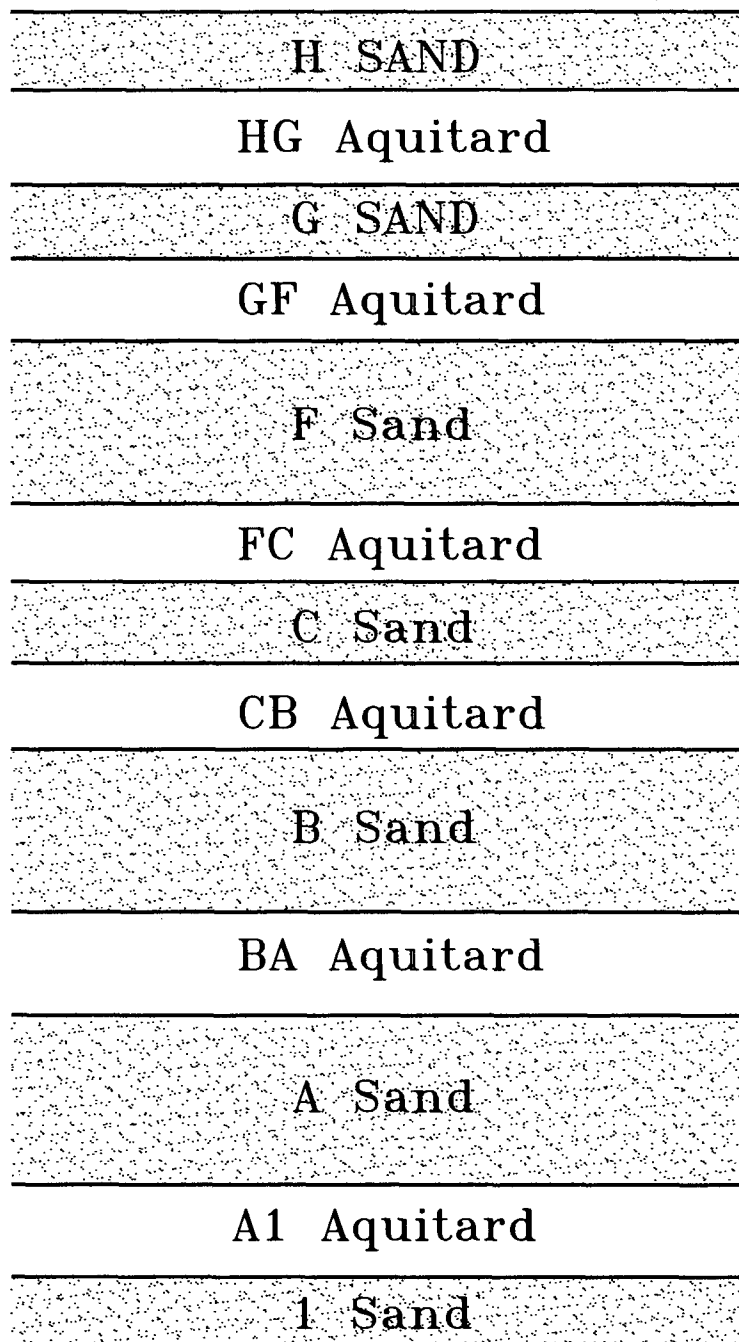 H SAND
HG Aquitard
G SAND
GF Aquitard
F Sand
FC Aquitard
C Sand
CB Aquitard
B Sand
BA Aquitard
A Sand
A1 Aquitard
1 Sand